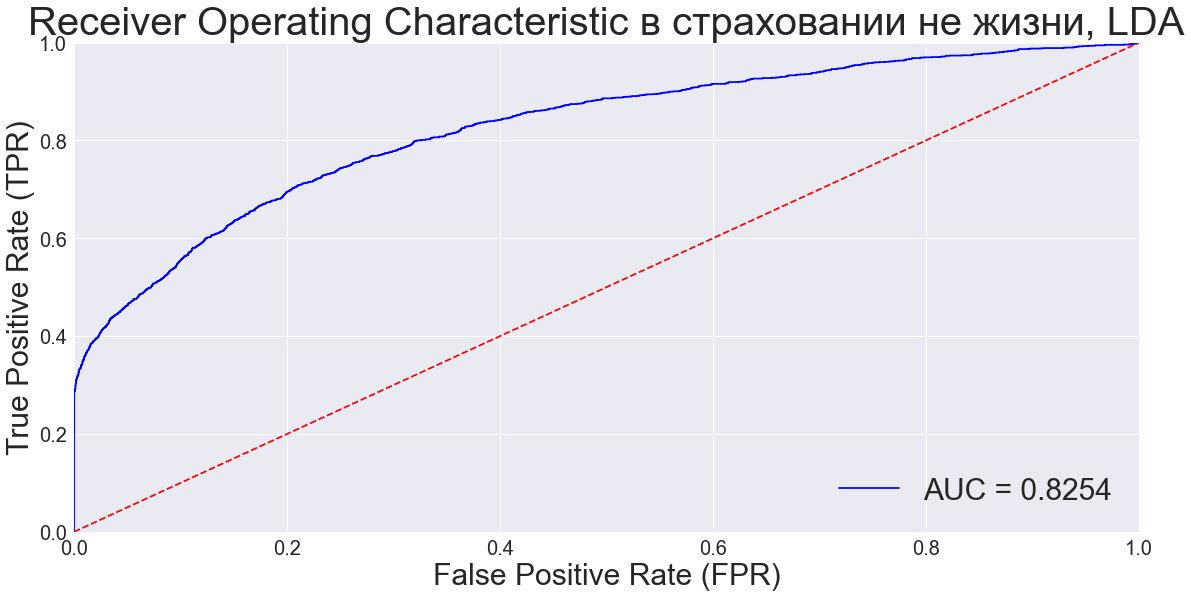 Receiver Operating Characteristic в страховании не жизни, LDA
1.0
0.8
0.6
0.4
0.2
0.0
True Positive Rate (TPR)
AUC = 0.8254
0.0 0.2 0.4 0.6 0.8 1.0
False Positive Rate (FPR)